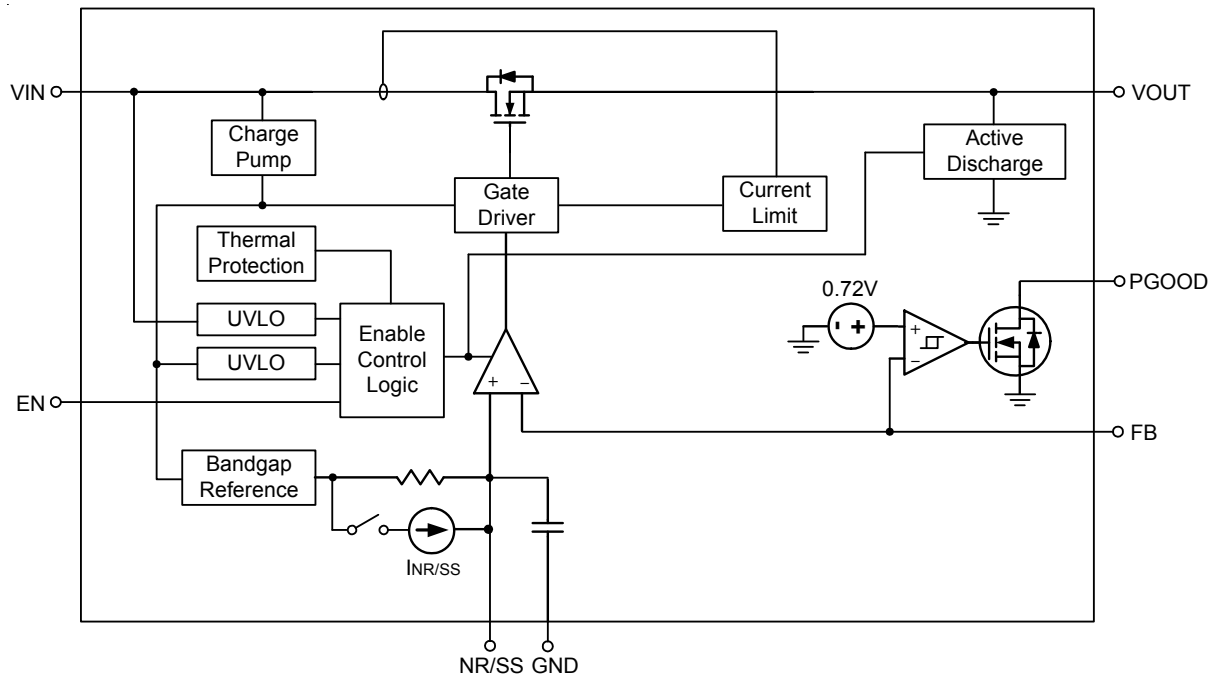 VIN
VOUT
Charge
Pump
Active
Discharge
Gate
Driver
Current
Limit
Thermal
Protection
0.72V
PGOOD
UVLO
Enable
Control
Logic
UVLO
EN
FB
Bandgap
Reference
INR/SS
NR/SS GND